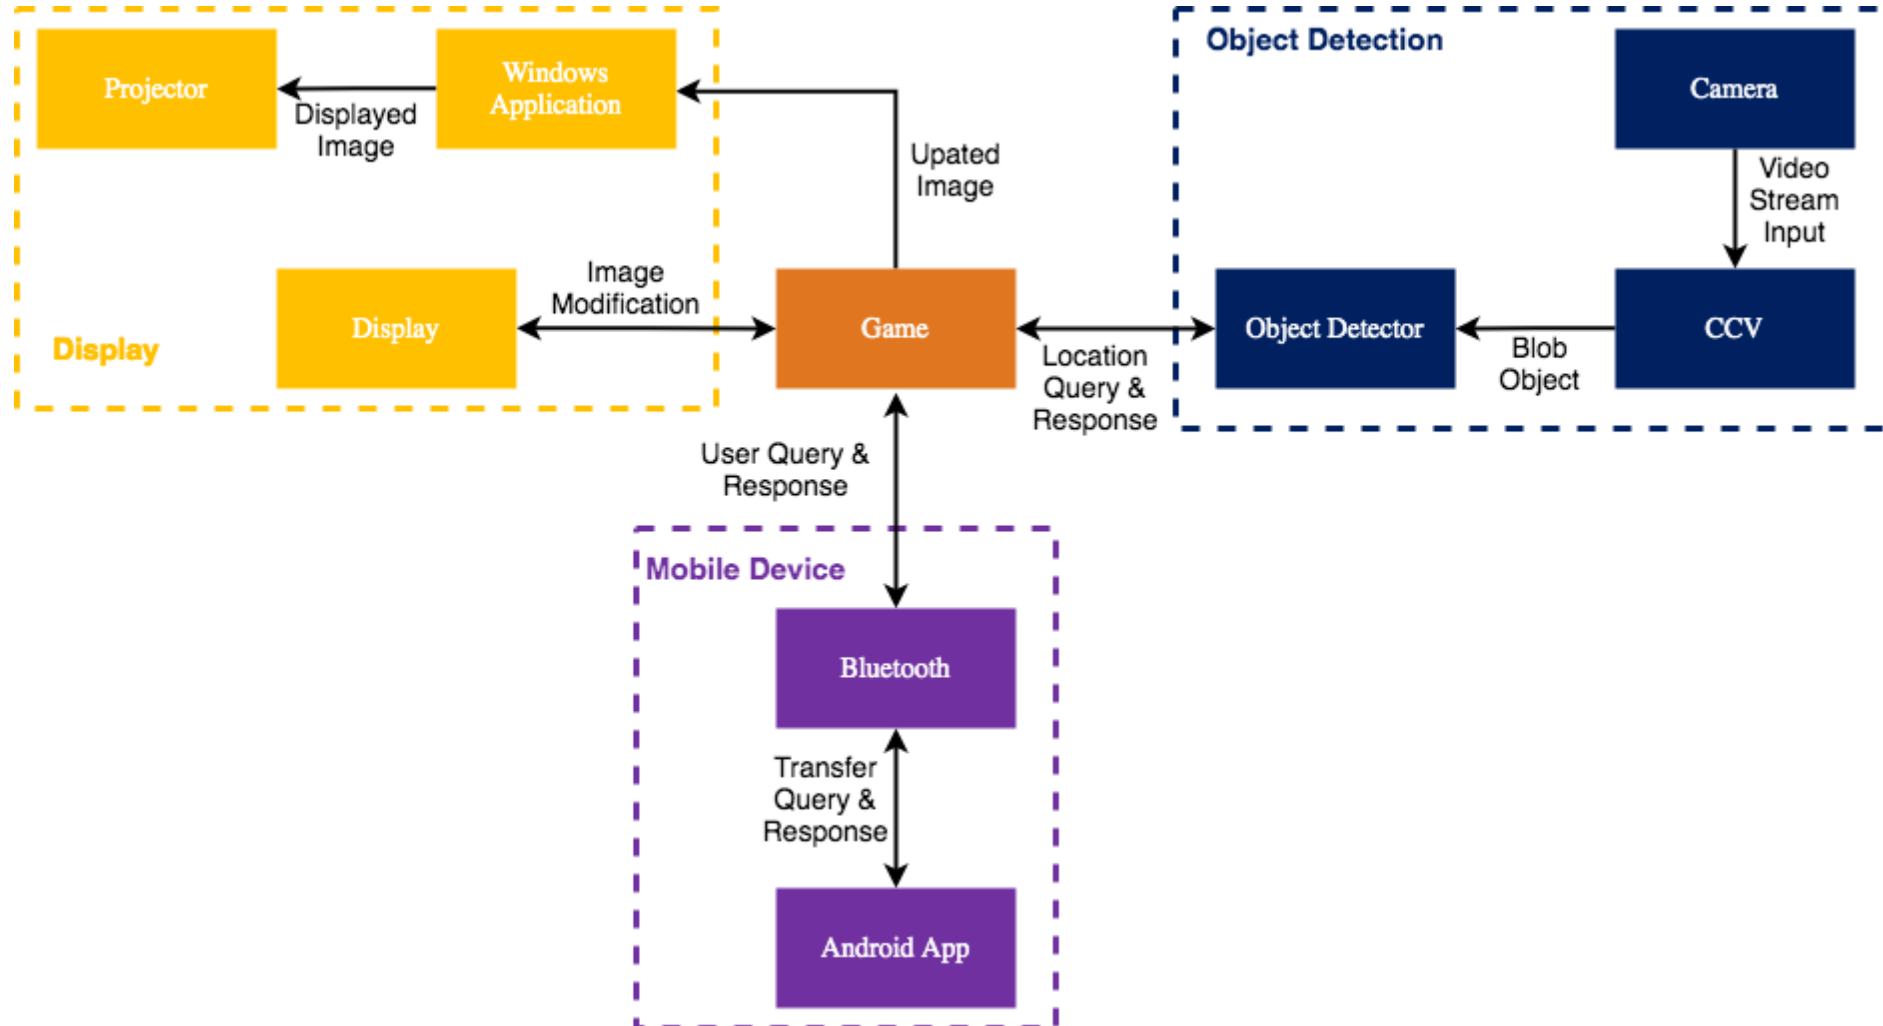 Projector
Displayed
Image
Windows
Application
Upated
Image
Image
Modification
Display
Display
Game
Object Detection
Camera
Video
Stream
Input
Object Detector
CCV
Blob
Object
Location
Query &
Response
User Query &
Response
Mobile Device
Bluetooth
Transfer
Query &
Response
Android App